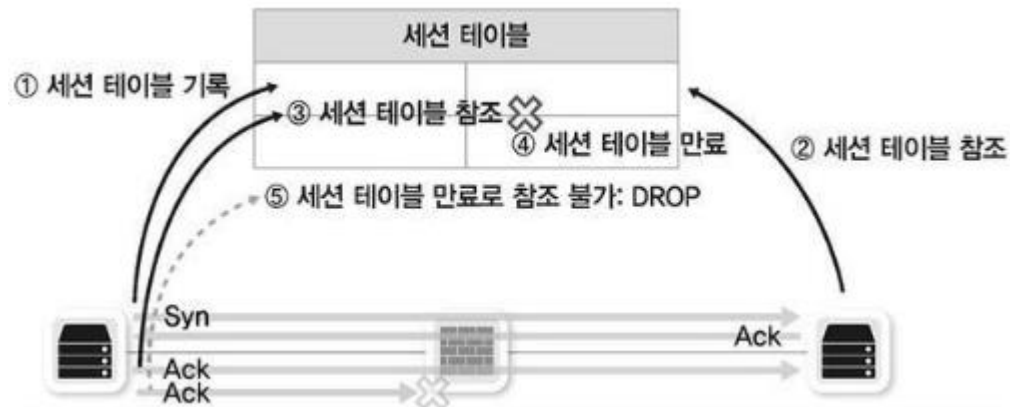 세션 테이블
① 세션 테이블 기록
③ 세션 테이블 참조
④ 세션 테이블 만료
② 세션 테이블 참조
⑤ 세션 테이블 만료로 참조 불가: DROP
Syn
Ack
Ack
Ack